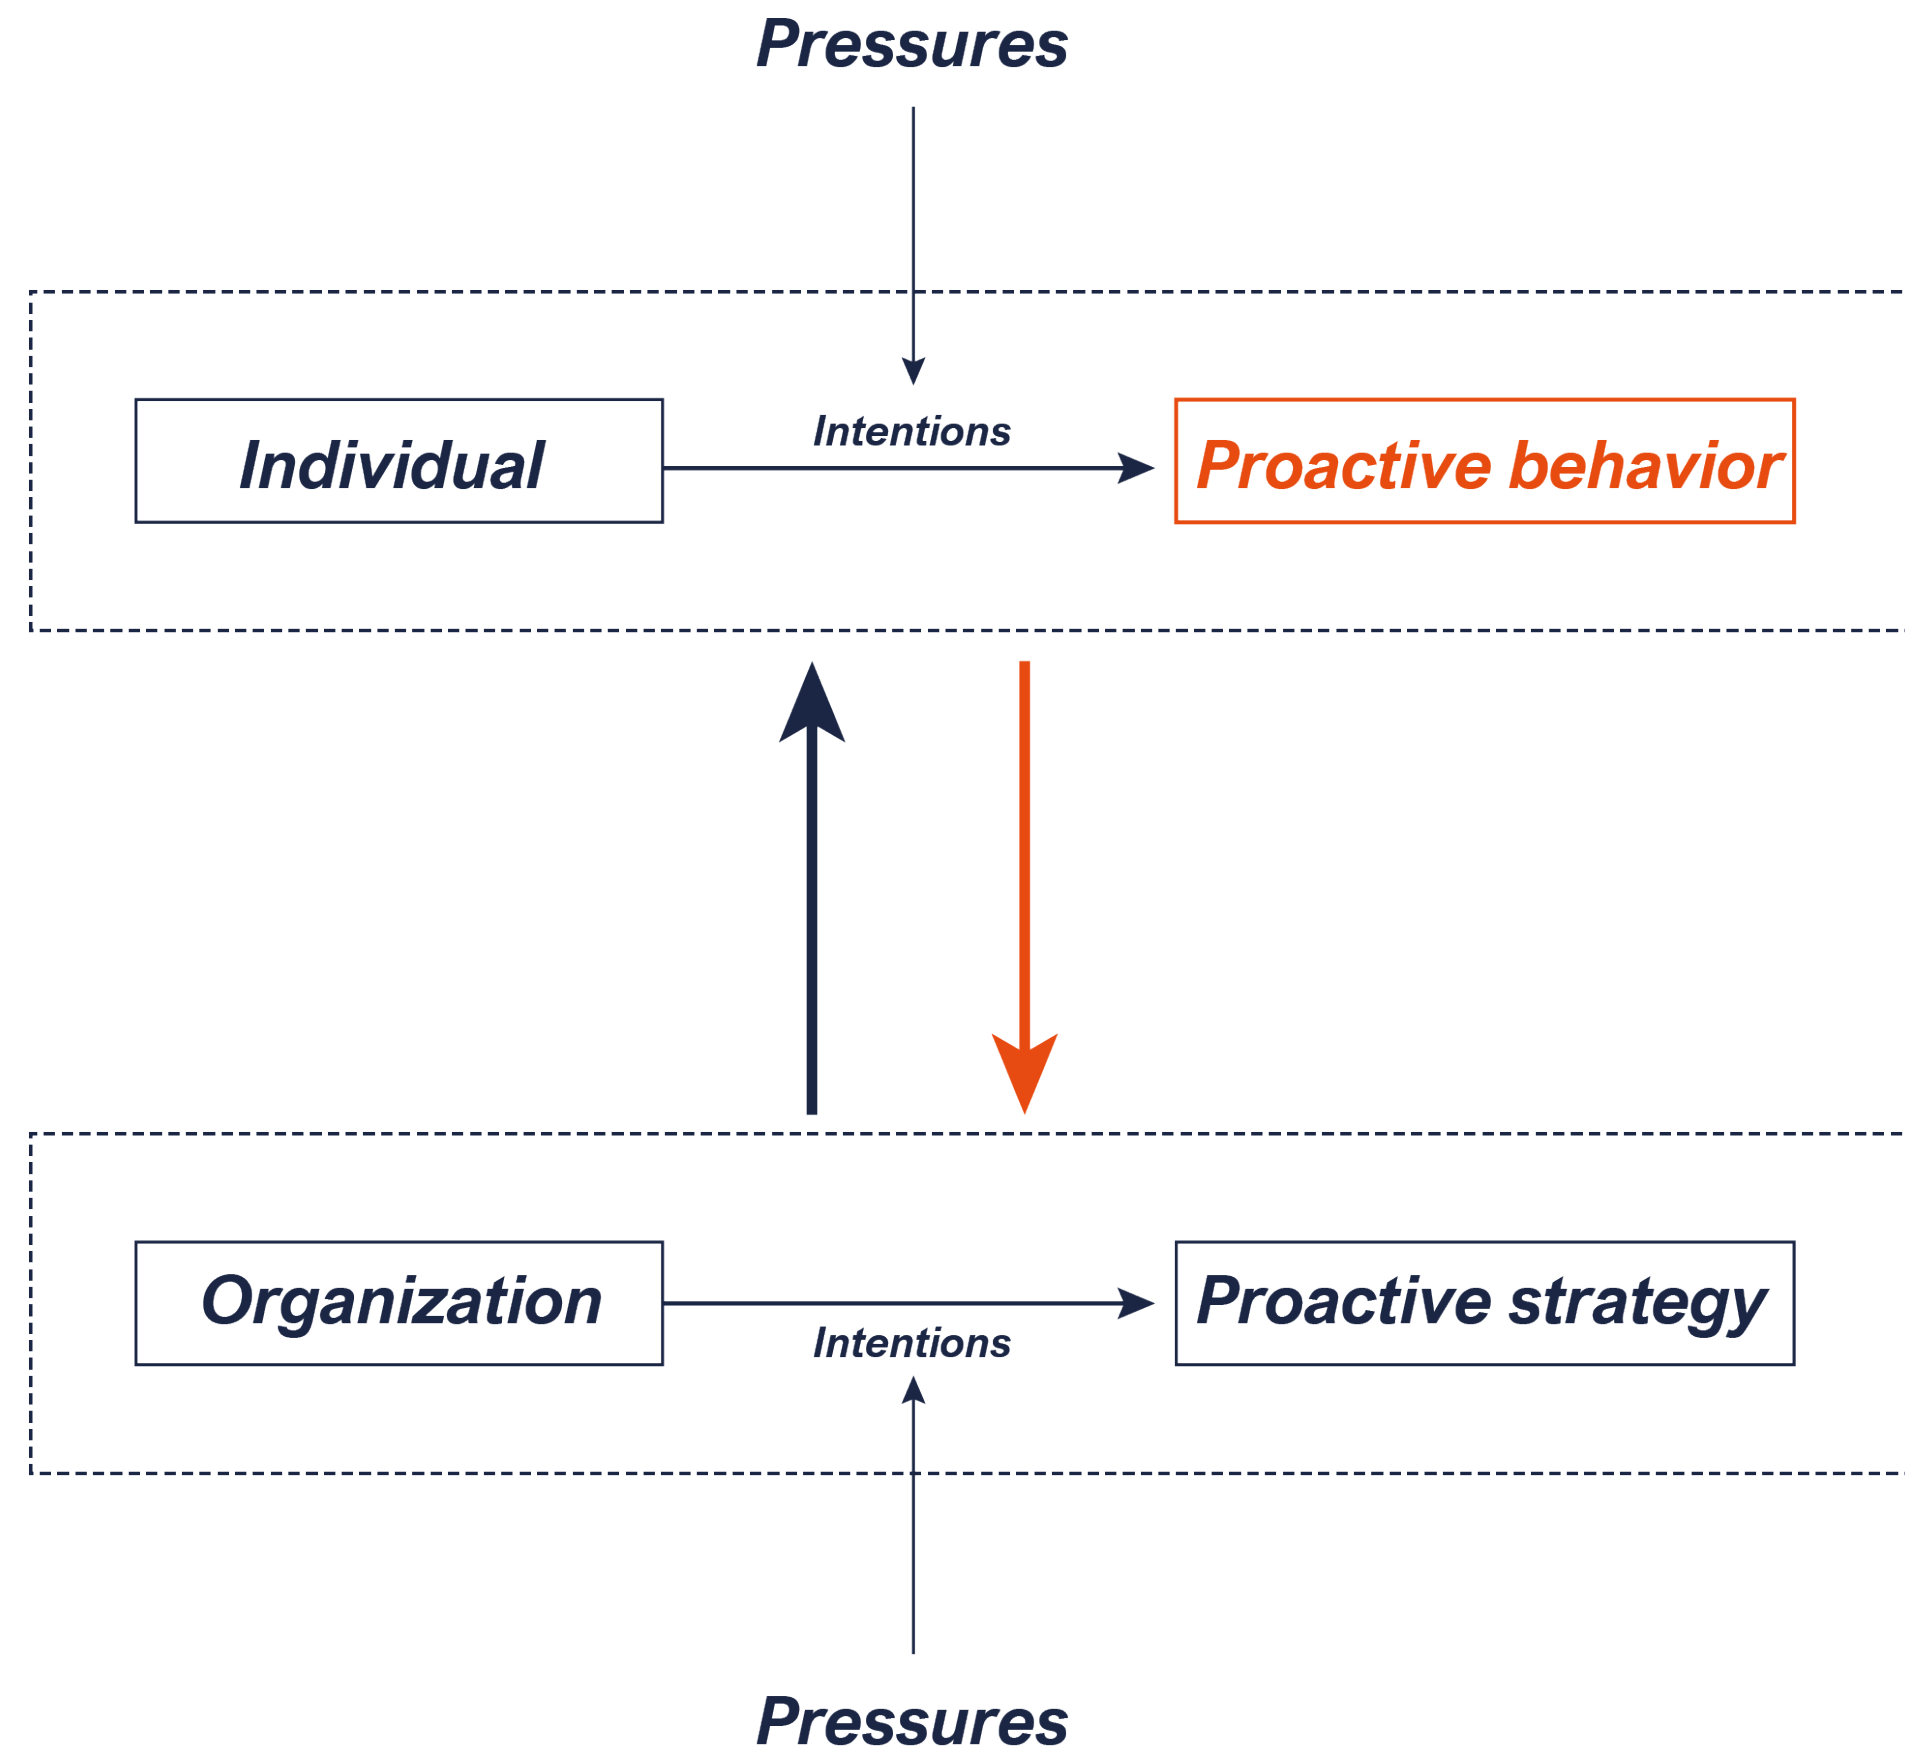 Pressures
Intentions
Individual
Proactive behavior
Organization
Proactive strategy
Intentions
Pressures